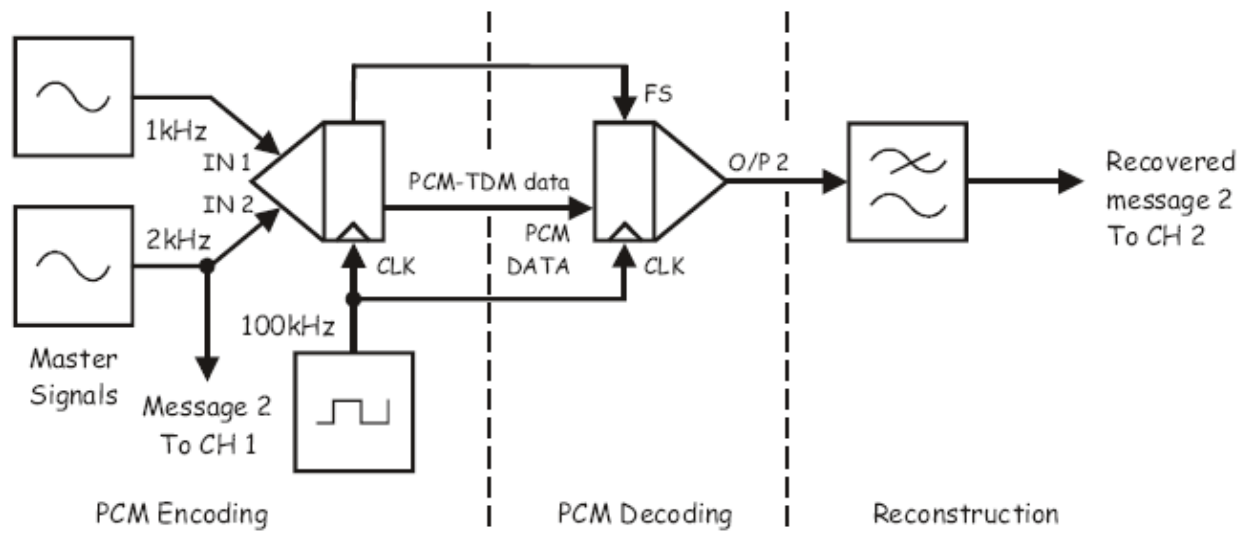 FS
1kHz
IN 1
O/P 2
PCM-TDM data
IN 2
2kHz
PCM
DATA
CLK
CLK
100kHz
Recovered
message 2
To CH 2
Master
Signals
Message 2
To CH 1
PCM Encoding
PCM Decoding
Reconstruction